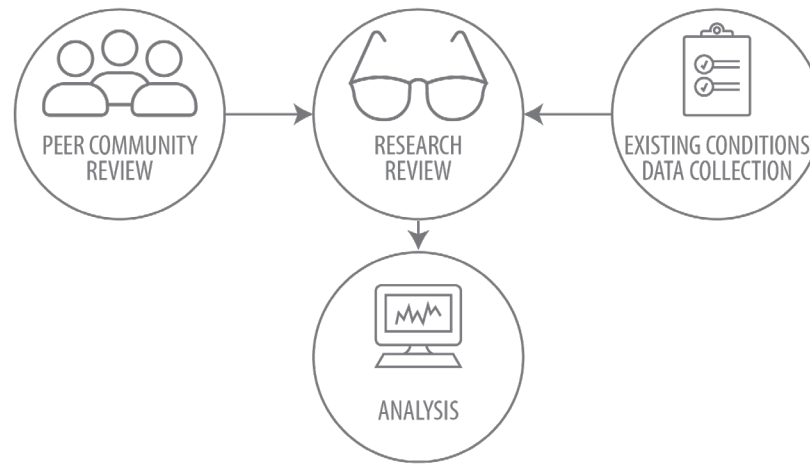 PEER COMMUNITY
REVIEW
RESEARCH
REVIEW
EXISTING CONDITIONS
DATA COLLECTION
ANALYSIS